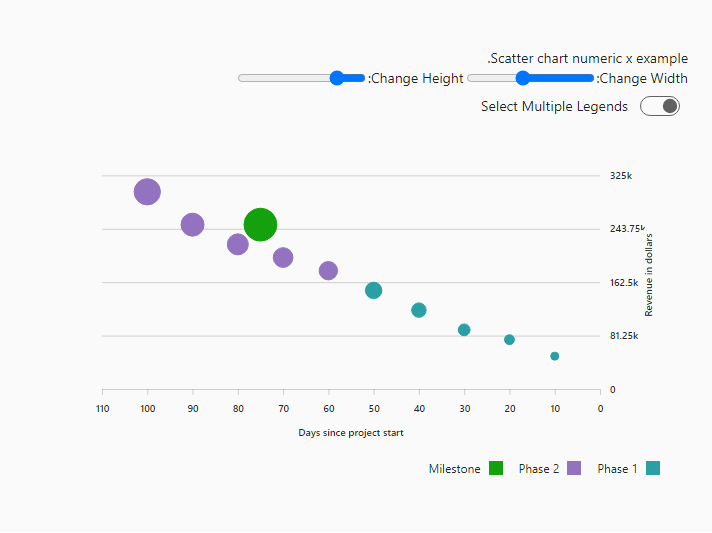 .Scatter chart numeric x example
:Change Width
:Change Height
Select Multiple Legends
325k
243.75k
162.5k
81.25k
0
Revenue in dollars
110 100 90 80 70 60 50 40 30 20 10 0
Days since project start
Milestone Phase 2 Phase 1